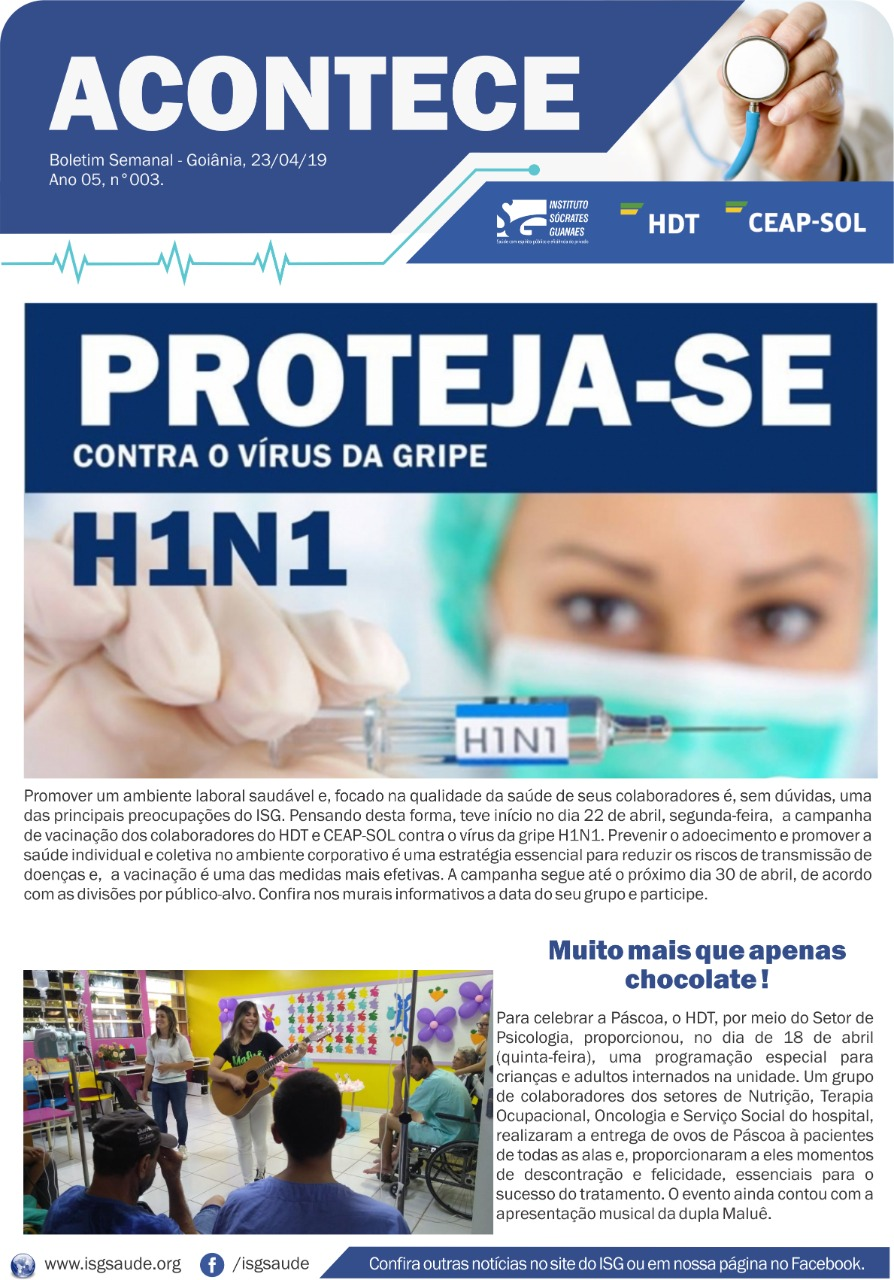 ACONTECE
Boletim Semanal - Goiânia, 23/04/19
Ano 05, n°003.
INSTITUTO
SÓCRATES
GUANAES
HDT
CEAP-SOL
PROTEJA-SE
CONTRA O VÍRUS DA GRIPE
H1N1
H1N1
Promover um ambiente laboral saudável e, focado na qualidade da saúde de seus colaboradores é, sem dúvidas, uma
das principais preocupações do ISG. Pensando desta forma, teve início no dia 22 de abril, segunda-feira, a campanha
de vacinação dos colaboradores do HDT e CEAP-SOL contra o vírus da gripe H1N1. Prevenir o adoecimento e promover a
saúde individual e coletiva no ambiente corporativo é uma estratégia essencial para reduzir os riscos de transmissão de
doenças e, a vacinação é uma das medidas mais efetivas. A campanha segue até o próximo dia 30 de abril, de acordo
com as divisões por público-alvo. Confira nos murais informativos a data do seu grupo e participe.
Muito mais que apenas
chocolate !
Para celebrar a Páscoa, o HDT, por meio do Setor de
Psicologia, proporcionou, no dia de 18 de abril
(quinta-feira), uma programação especial para
crianças e adultos internados na unidade. Um grupo
de colaboradores dos setores de Nutrição, Terapia
Ocupacional, Oncologia e Serviço Social do hospital,
realizaram a entrega de ovos de Páscoa à pacientes
de todas as alas e, proporcionaram a eles momentos
de descontração e felicidade, essenciais para o
sucesso do tratamento. O evento ainda contou com a
apresentação musical da dupla Maluê.
www.isgsaude.org
/isgsaude
Confira outras notícias no site do ISG ou em nossa página no Facebook.